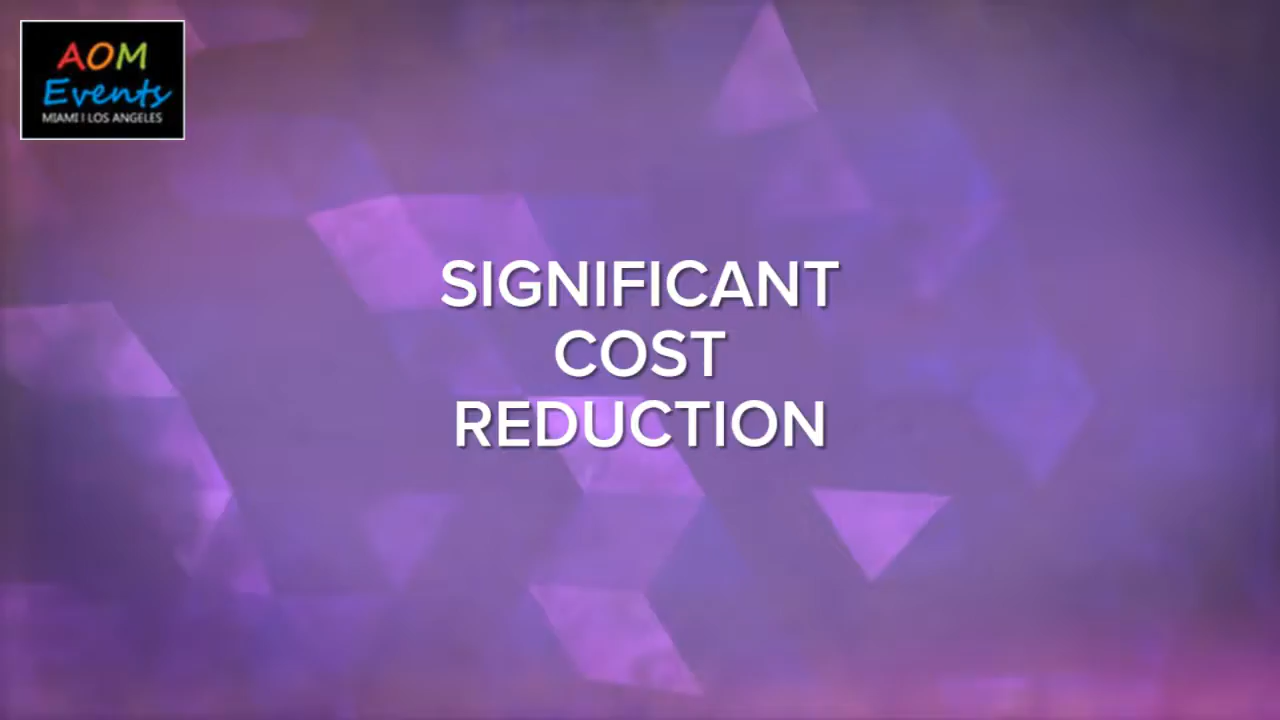 AOM
Events
MIAMI | LOS ANGELES
SIGNIFICANT
COST
REDUCTION